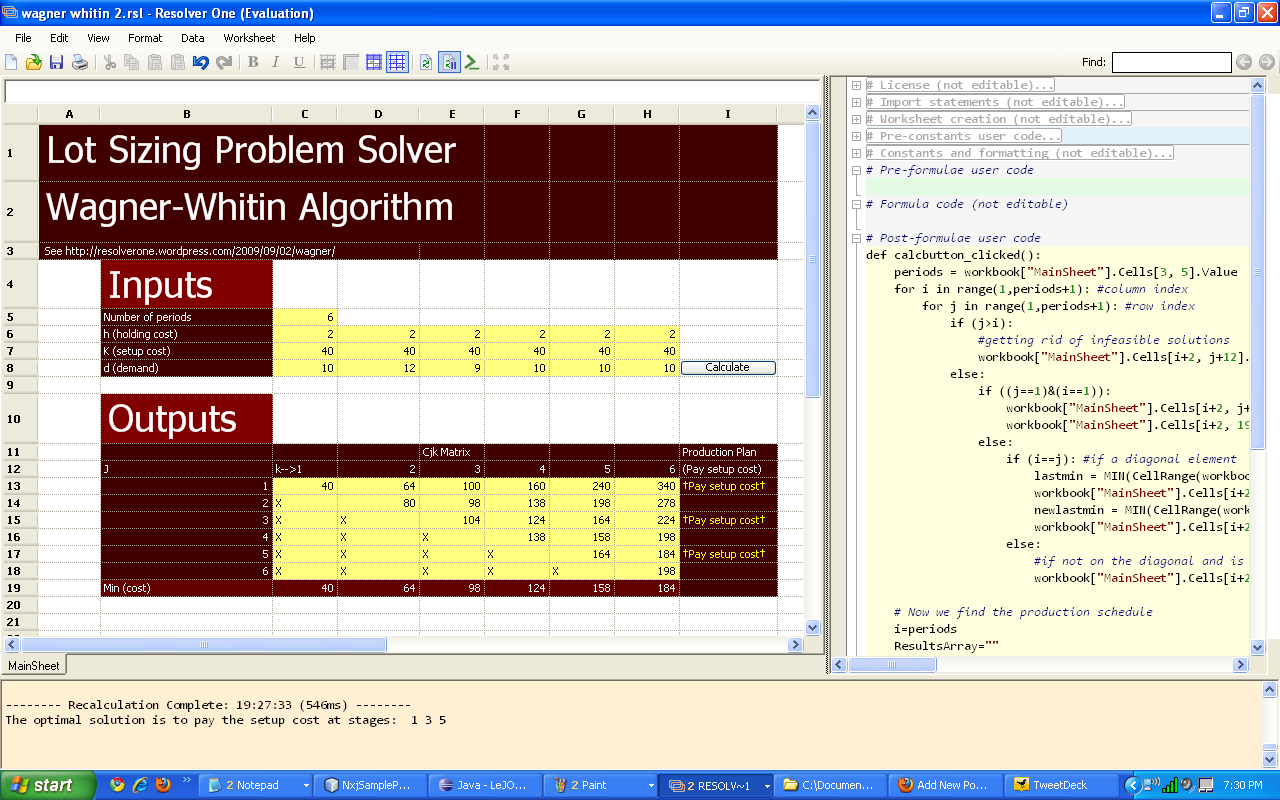 wagner whitin 2.rsl - Resolver One (Evaluation)
File Edit View Format Data Worksheet Help
B I U Find:
A B C D E F G H I
1 Lot Sizing Problem Solver
2 Wagner-Whitin Algorithm
3 See http://resolverone.wordpress.com/2009/09/02/wagner/
4 Inputs
5 Number of periods 6
6 h (holding cost) 2 2 2 2 2 2
7 K (setup cost) 40 40 40 40 40 40
8 d (demand) 10 12 9 10 10 10 Calculate
9
10 Outputs
11 Cjk Matrix Production Plan
12 J k-->1 2 3 4 5 6 (Pay setup cost)
13 1 40 64 100 160 240 340 †Pay setup cost†
14 2 X 80 98 138 198 278
15 3 X X 104 124 164 224 †Pay setup cost†
16 4 X X X 138 158 198
17 5 X X X X 164 184 †Pay setup cost†
18 6 X X X X X 198
19 Min (cost) 40 64 98 124 158 184
20
21
MainSheet
# License (not editable)...
# Import statements (not editable)...
# Worksheet creation (not editable)...
# Pre-constants user code...
# Constants and formatting (not editable)...
# Pre-formulae user code
# Formula code (not editable)
# Post-formulae user code
def calcbutton_clicked():
periods = workbook["MainSheet"].Cells[3, 5].Value
for i in range(1,periods+1): #column index
for j in range(1,periods+1): #row index
if (j>i):
#getting rid of infeasible solutions
workbook["MainSheet"].Cells[i+2, j+12].
else:
if ((j==1)&(i==1)):
workbook["MainSheet"].Cells[i+2, j+
workbook["MainSheet"].Cells[i+2, 19
else:
if (i==j): #if a diagonal element
lastmin = MIN(CellRange(workbo
workbook["MainSheet"].Cells[i+2
newlastmin = MIN(CellRange(work
workbook["MainSheet"].Cells[i+2
else:
#if not on the diagonal and is
workbook["MainSheet"].Cells[i+2
# Now we find the production schedule
i=periods
ResultsArray=""
-------- Recalculation Complete: 19:27:33 (546ms) --------
The optimal solution is to pay the setup cost at stages: 1 3 5
start 2 Notepad NxjSampleP... Java - LeJO... 2 Paint 2 RESOLV~1 C:\Documen... Add New Po... TweetDeck 7:30 PM